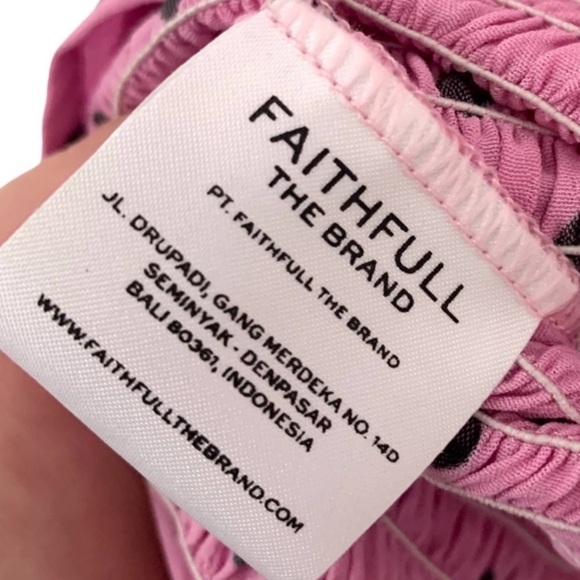 FAITHFULL
THE BRAND
PT. FAITHFULL THE BRAND
JL. DRUPADI, GANG MERDEKA NO. 14D
SEMINYAK - DENPASAR
BALI 80361, INDONESIA
WWW.FAITHFULLTHEBRAND.COM